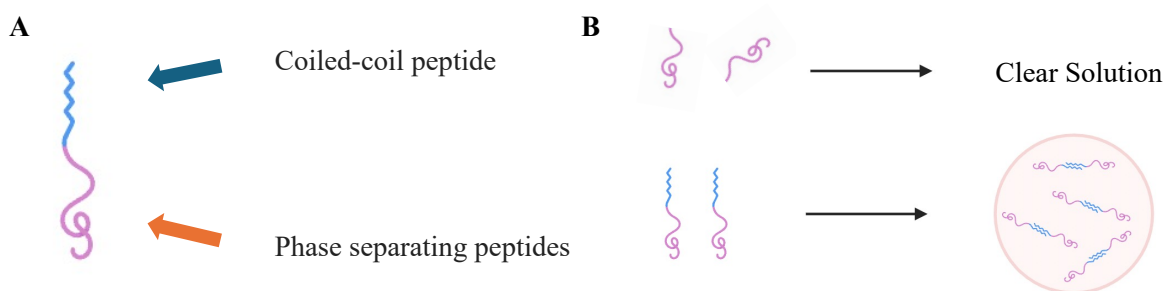 A
Coiled-coil peptide
Phase separating peptides
B
Clear Solution